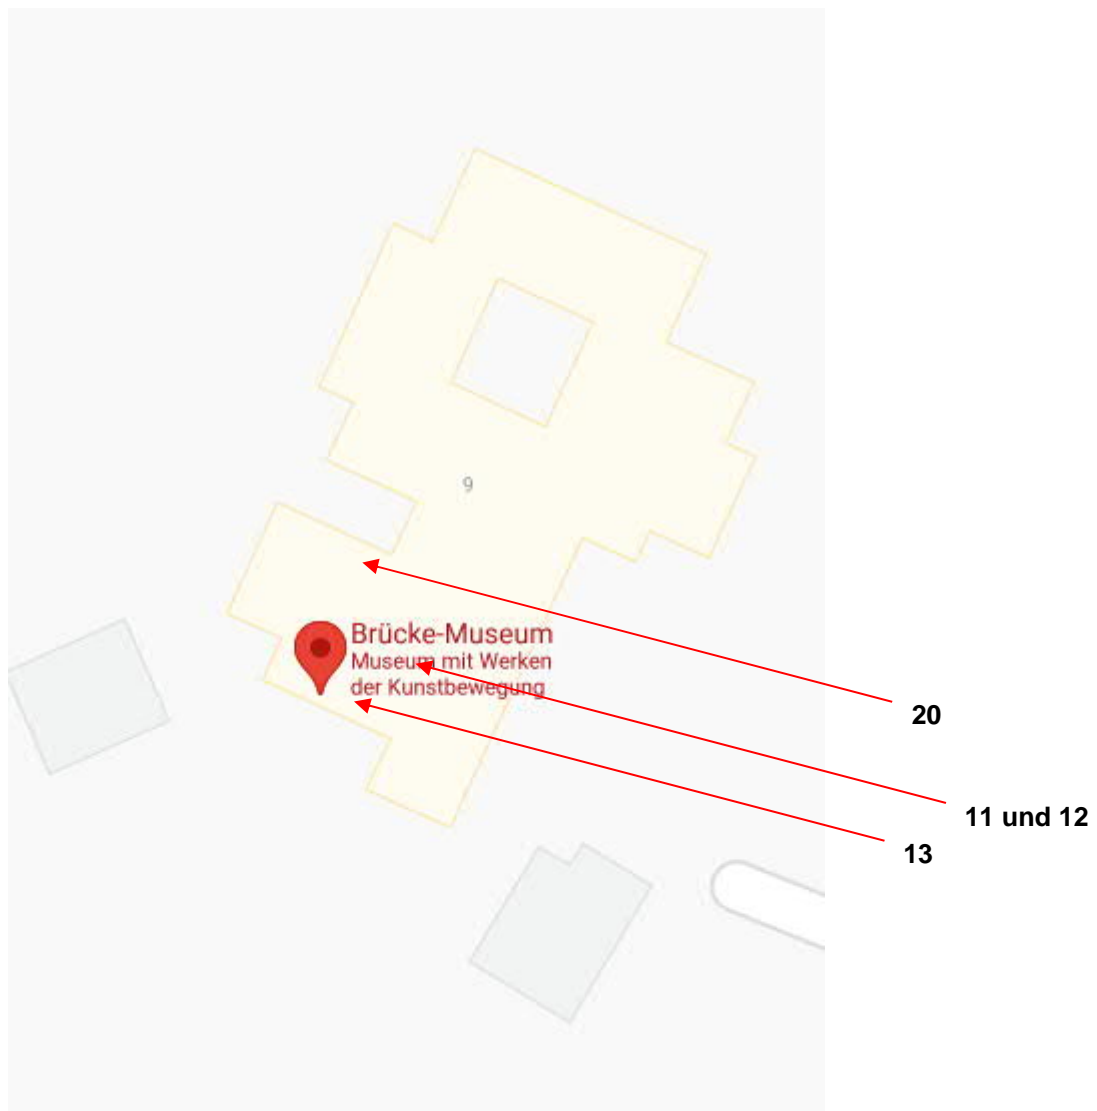 9
Brücke-Museum
Museum mit Werken
der Kunstbewegung
20
11 und 12
13